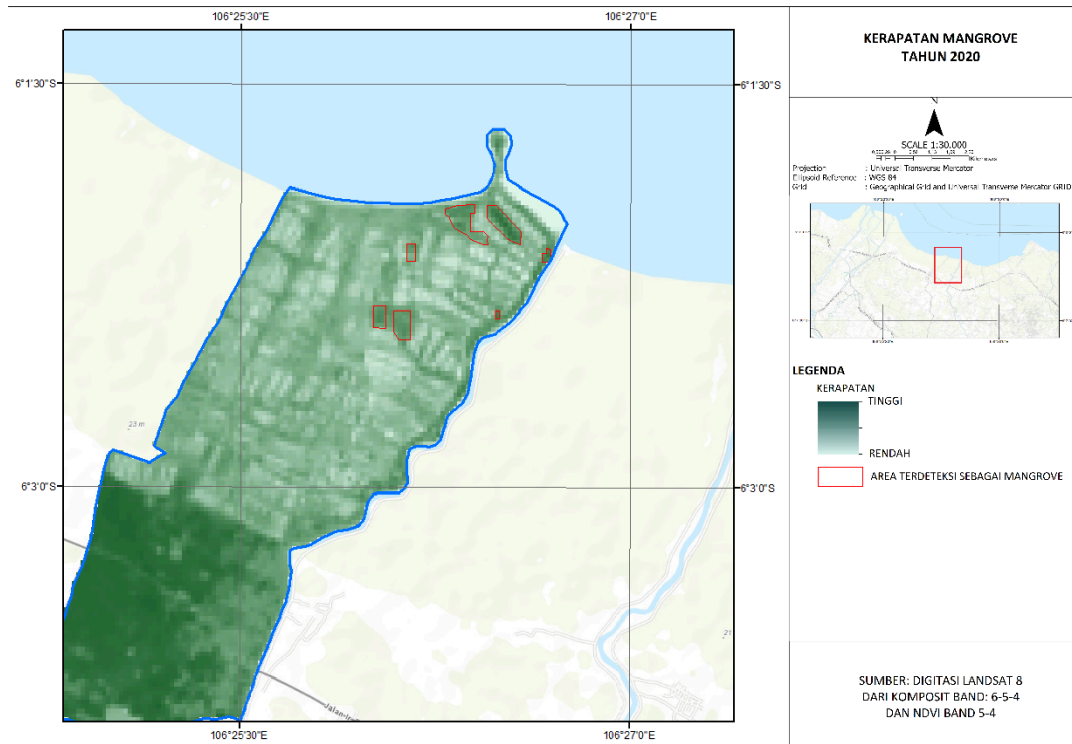 106°25'30"E
106°27'0"E
6°1'30"S
6°1'30"S
23 m
6°3'0"S
6°3'0"S
21
106°25'30"E
106°27'0"E
KERAPATAN MANGROVE
TAHUN 2020
N
SCALE 1:30.000
Projection : Universal Transverse Mercator
Ellipsoid Reference : WGS 84
Grid : Geographical Grid and Universal Transverse Mercator GRID
LEGENDA
KERAPATAN
TINGGI
RENDAH
AREA TERDETEKSI SEBAGAI MANGROVE
SUMBER: DIGITASI LANDSAT 8
DARI KOMPOSIT BAND: 6-5-4
DAN NDVI BAND 5-4